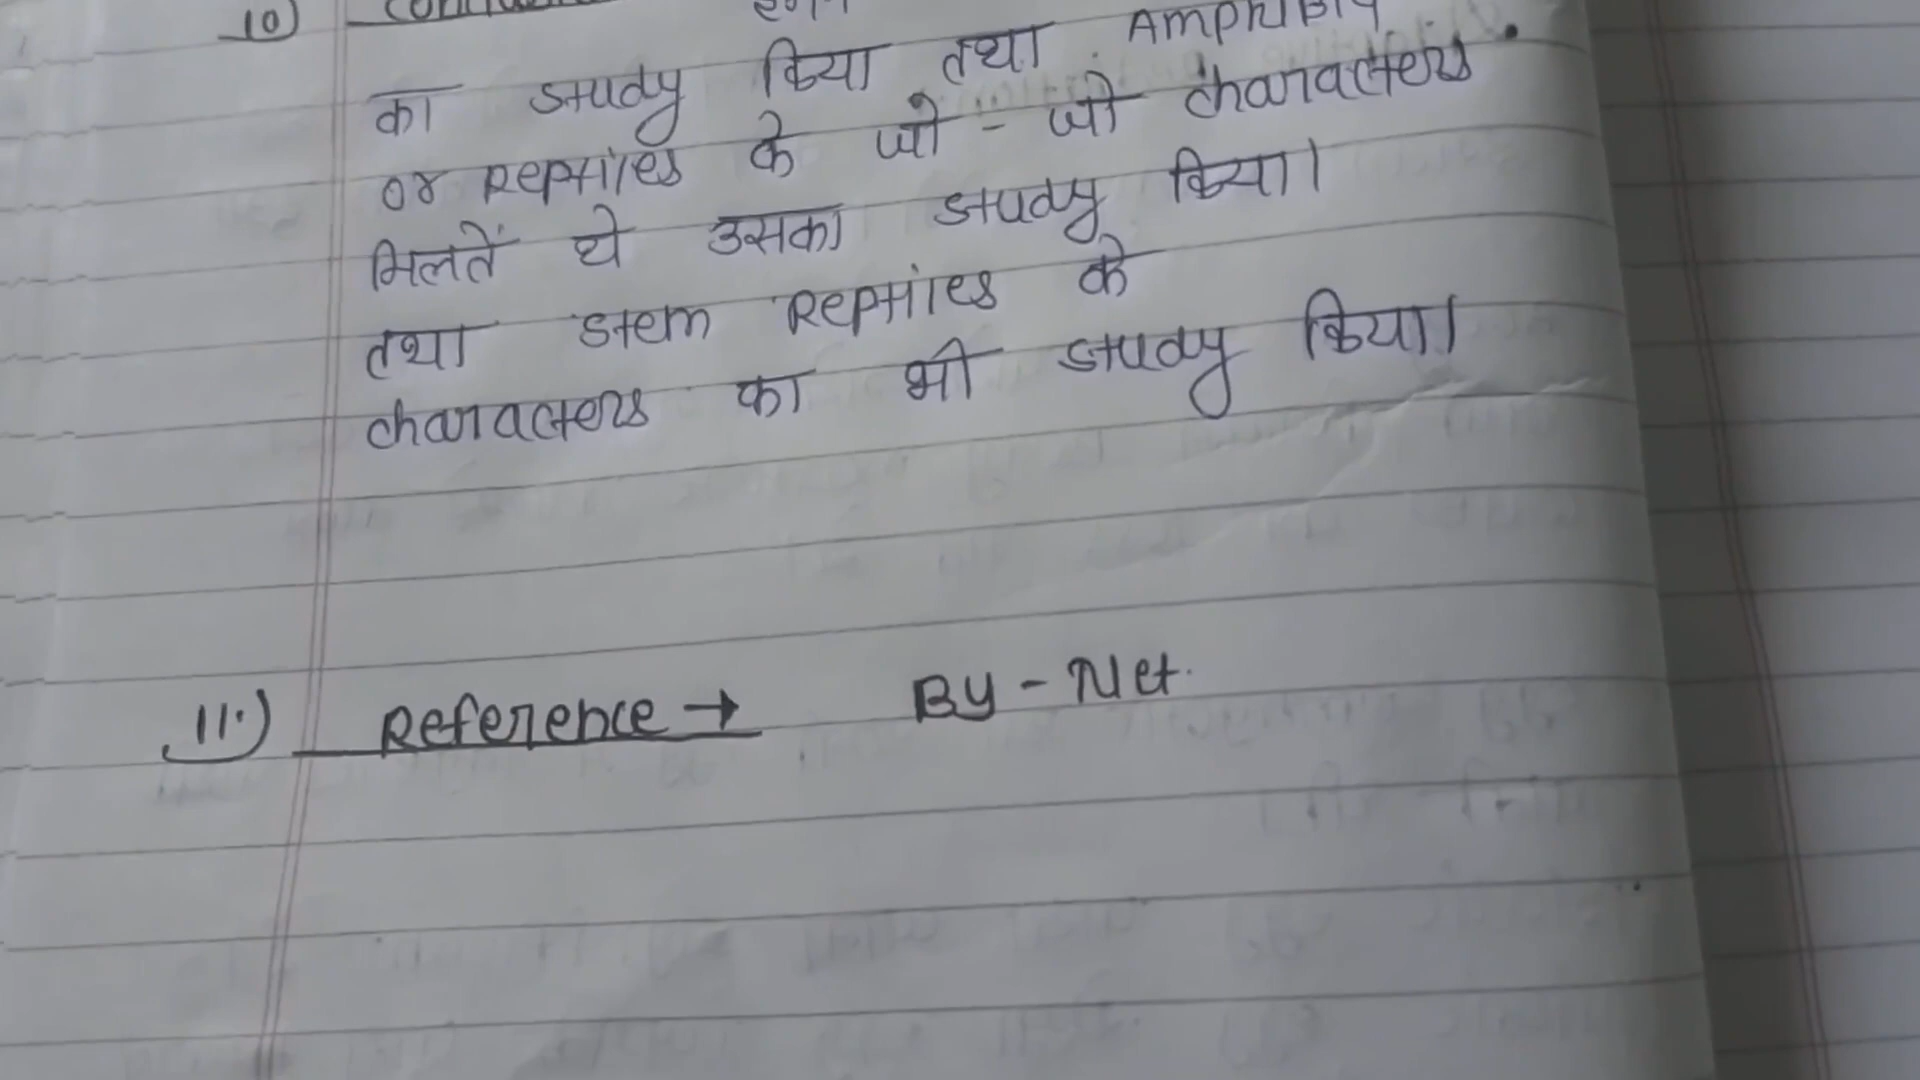 10)
का study किया तथा Amphibia
or Reptiles के जो - जो characters
मिलतें थे उसका study किया।
तथा stem Reptiles के
characters का भी study किया।
11.) Reference → By - Net.